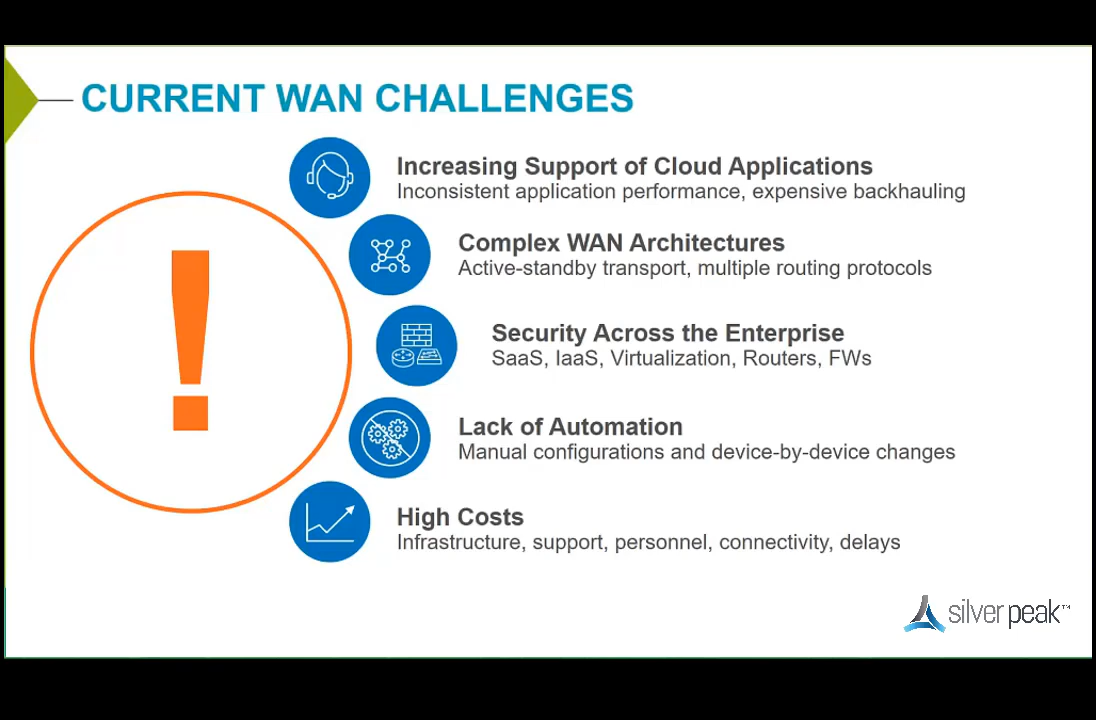 CURRENT WAN CHALLENGES
Increasing Support of Cloud Applications
Inconsistent application performance, expensive backhauling
Complex WAN Architectures
Active-standby transport, multiple routing protocols
Security Across the Enterprise
SaaS, IaaS, Virtualization, Routers, FWs
!
Lack of Automation
Manual configurations and device-by-device changes
High Costs
Infrastructure, support, personnel, connectivity, delays
silver peak™